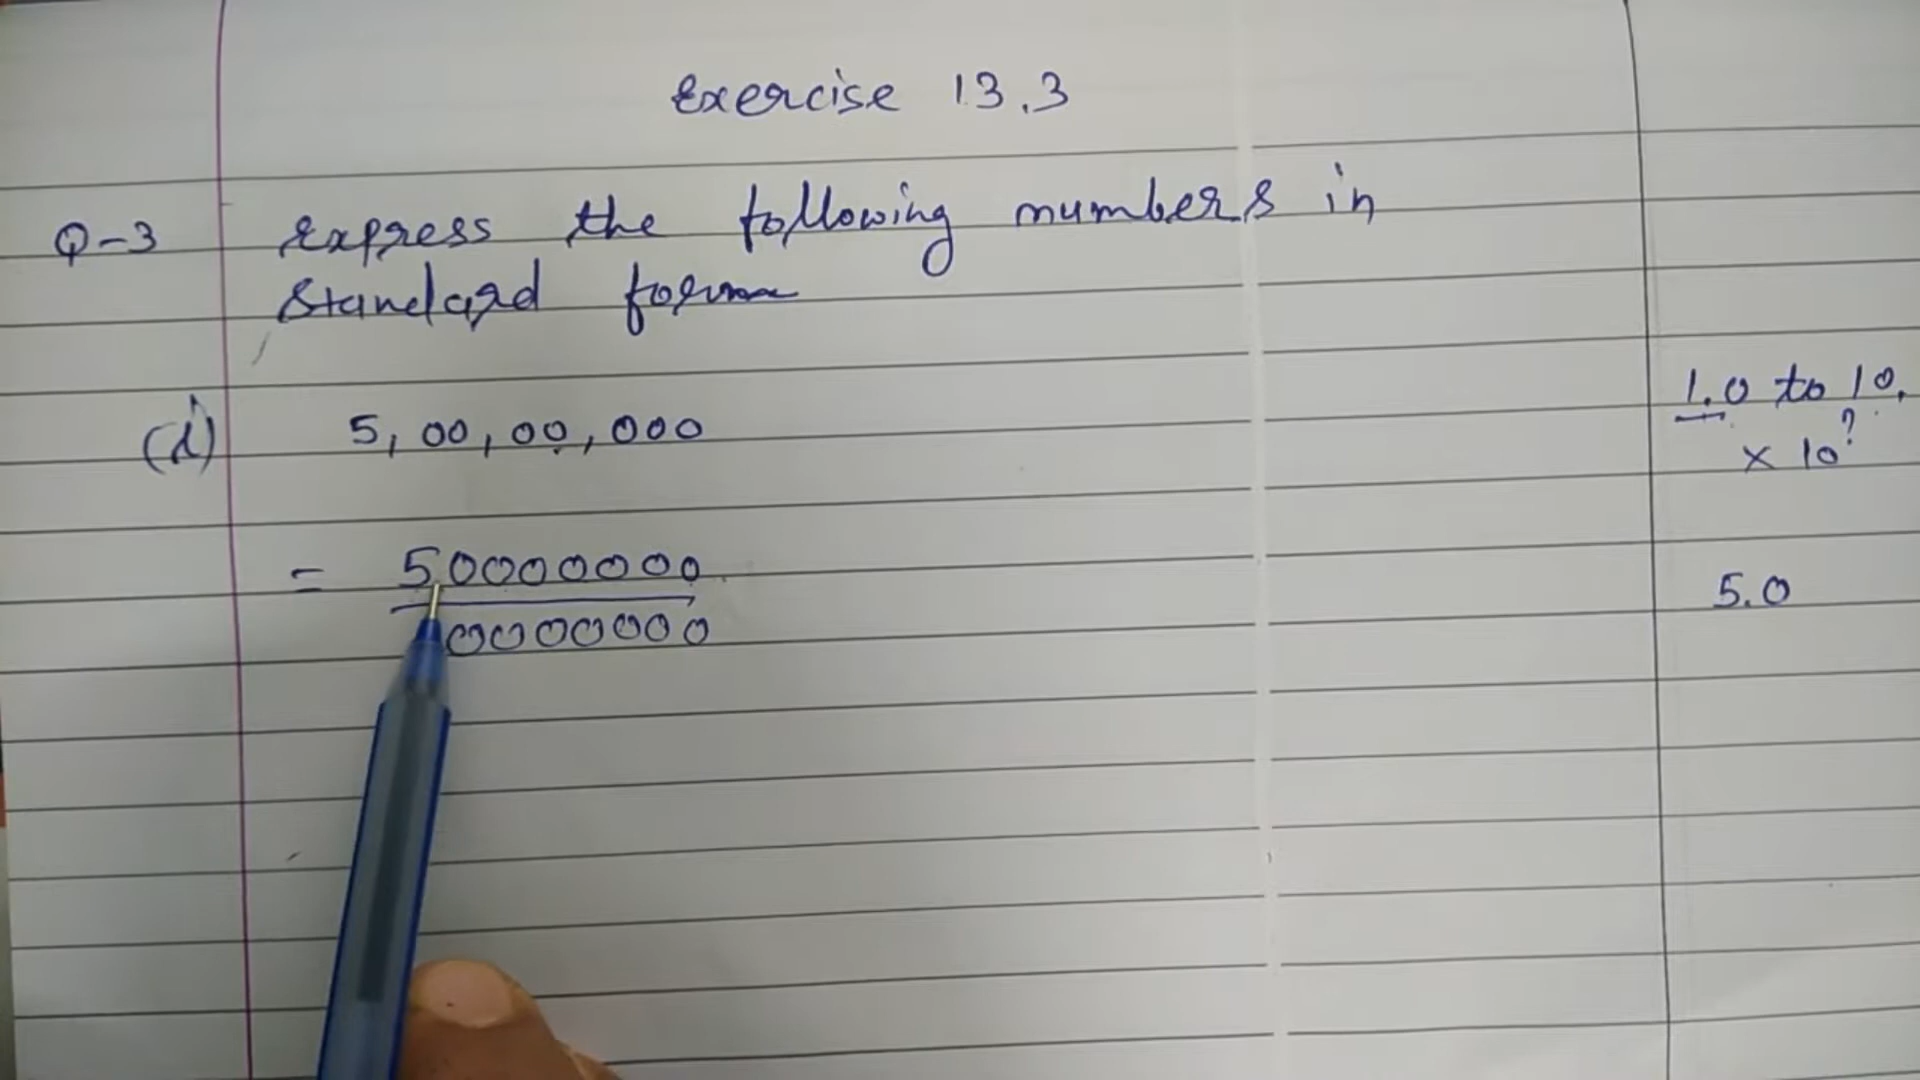 Exercise 13.3
Q-3 Express the following numbers in
standard form
(i) 5,00,00,000
= 50000000
0000000
1.0 to 10.
× 10?
5.0